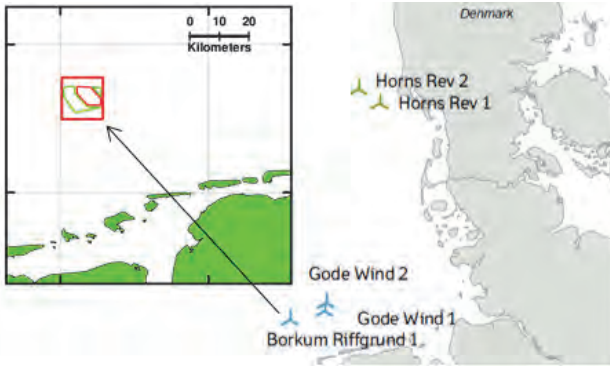 0 10 20
Kilometers
Denmark
Horns Rev 2
Horns Rev 1
Gode Wind 2
Gode Wind 1
Borkum Riffgrund 1